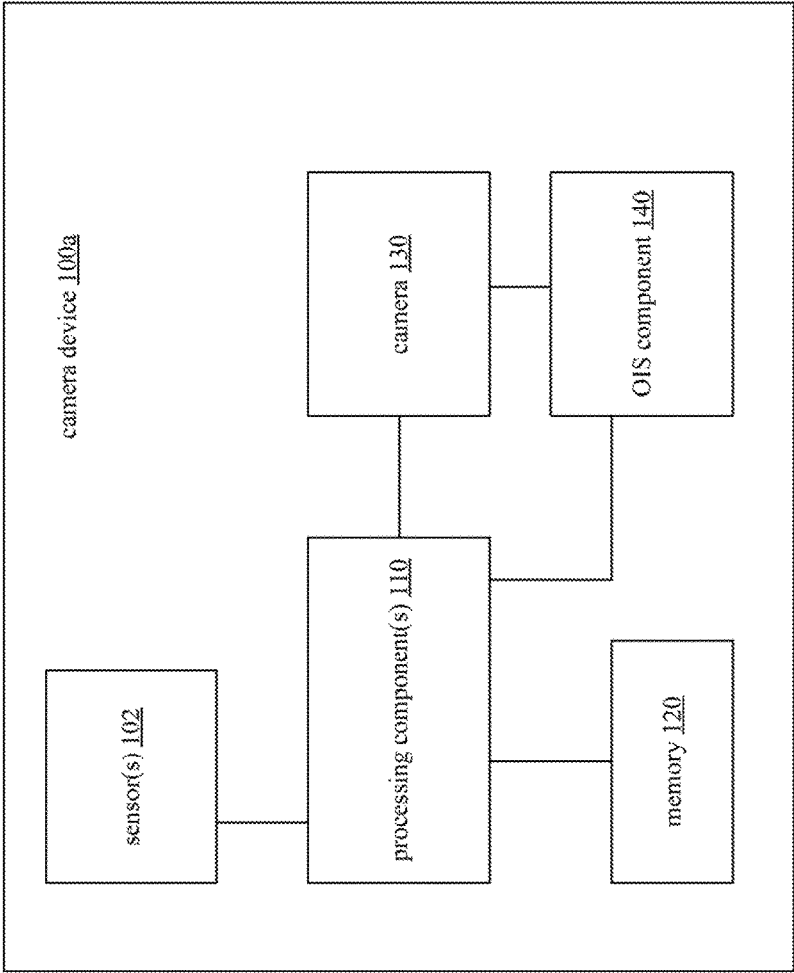 camera device 100a
sensor(s) 102
processing component(s) 110
camera 130
memory 120
OIS component 140